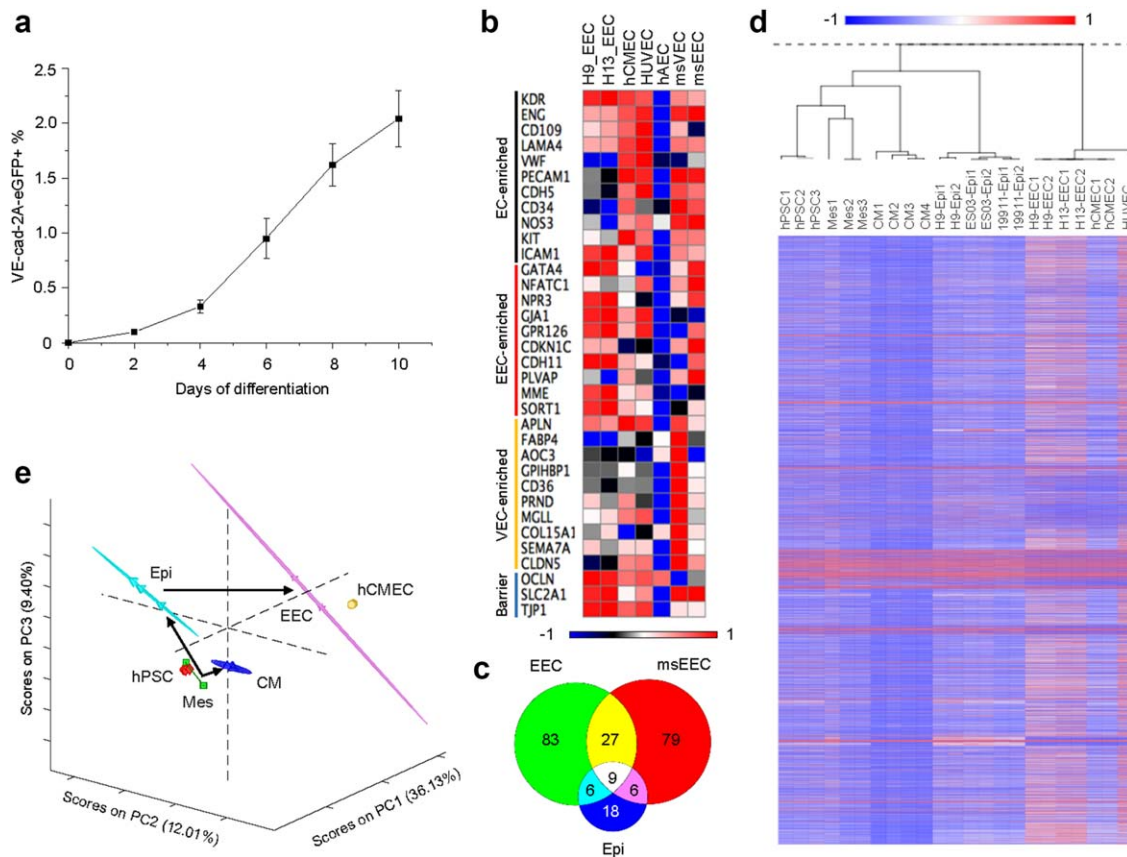 a
VE-cad-2A-eGFP+ %
2.5
2.0
1.5
1.0
0.5
0
0 2 4 6 8 10
Days of differentiation
b
H9_EEC
H13_EEC
hCMEC
HUVEC
hAEC
msVEC
msEEC
EC-enriched
KDR
ENG
CD109
LAMA4
VWF
PECAM1
CDH5
CD34
NOS3
KIT
ICAM1
EEC-enriched
GATA4
NFATC1
NPR3
GJA1
GPR126
CDKN1C
CDH11
PLVAP
MME
SORT1
VEC-enriched
APLN
FABP4
AOC3
GPIHBP1
CD36
PRND
MGLL
COL15A1
SEMA7A
CLDN5
Barrier
OCLN
SLC2A1
TJP1
-1 1
c
EEC msEEC
83 27 79
9
6 6
18
Epi
d
-1 1
hPSC1
hPSC2
hPSC3
Mes1
Mes2
Mes3
CM1
CM2
CM3
CM4
H9-Epi1
H9-Epi2
ES03-Epi1
ES03-Epi2
19911-Epi1
19911-Epi2
H9-EEC1
H9-EEC2
H13-EEC1
H13-EEC2
hCMEC1
hCMEC2
HUVEC
e
Scores on PC3 (9.40%)
Epi
hCMEC
EEC
hPSC
CM
Mes
Scores on PC2 (12.01%)
Scores on PC1 (36.13%)